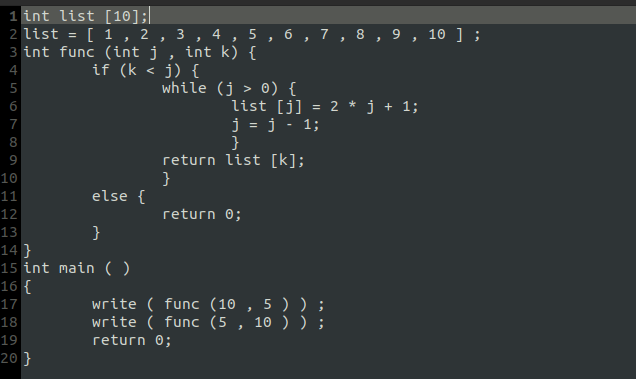 1 int list [10];
2 list = [ 1 , 2 , 3 , 4 , 5 , 6 , 7 , 8 , 9 , 10 ] ;
3 int func (int j , int k) {
4         if (k < j) {
5                 while (j > 0) {
6                         list [j] = 2 * j + 1;
7                         j = j - 1;
8                         }
9                 return list [k];
10                 }
11         else {
12                 return 0;
13         }
14 }
15 int main ( )
16 {
17         write ( func (10 , 5 ) ) ;
18         write ( func (5 , 10 ) ) ;
19         return 0;
20 }